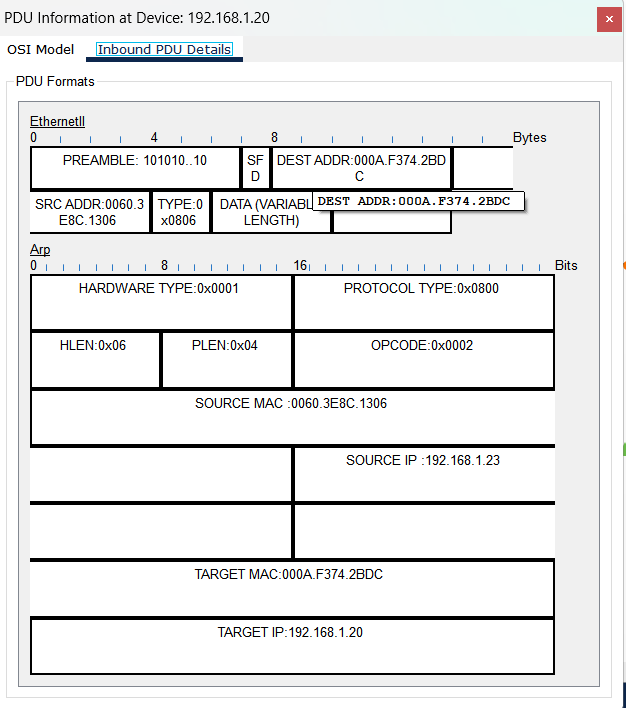 PDU Information at Device: 192.168.1.20
×
OSI Model
Inbound PDU Details
PDU Formats
EthernetII
0 4 8 Bytes
PREAMBLE: 101010..10
SF
D
DEST ADDR:000A.F374.2BD
C
SRC ADDR:0060.3
E8C.1306
TYPE:0
x0806
DATA (VARIABL
LENGTH)
DEST ADDR:000A.F374.2BDC
Arp
0 8 16 Bits
HARDWARE TYPE:0x0001
PROTOCOL TYPE:0x0800
HLEN:0x06
PLEN:0x04
OPCODE:0x0002
SOURCE MAC :0060.3E8C.1306
SOURCE IP :192.168.1.23
TARGET MAC:000A.F374.2BDC
TARGET IP:192.168.1.20